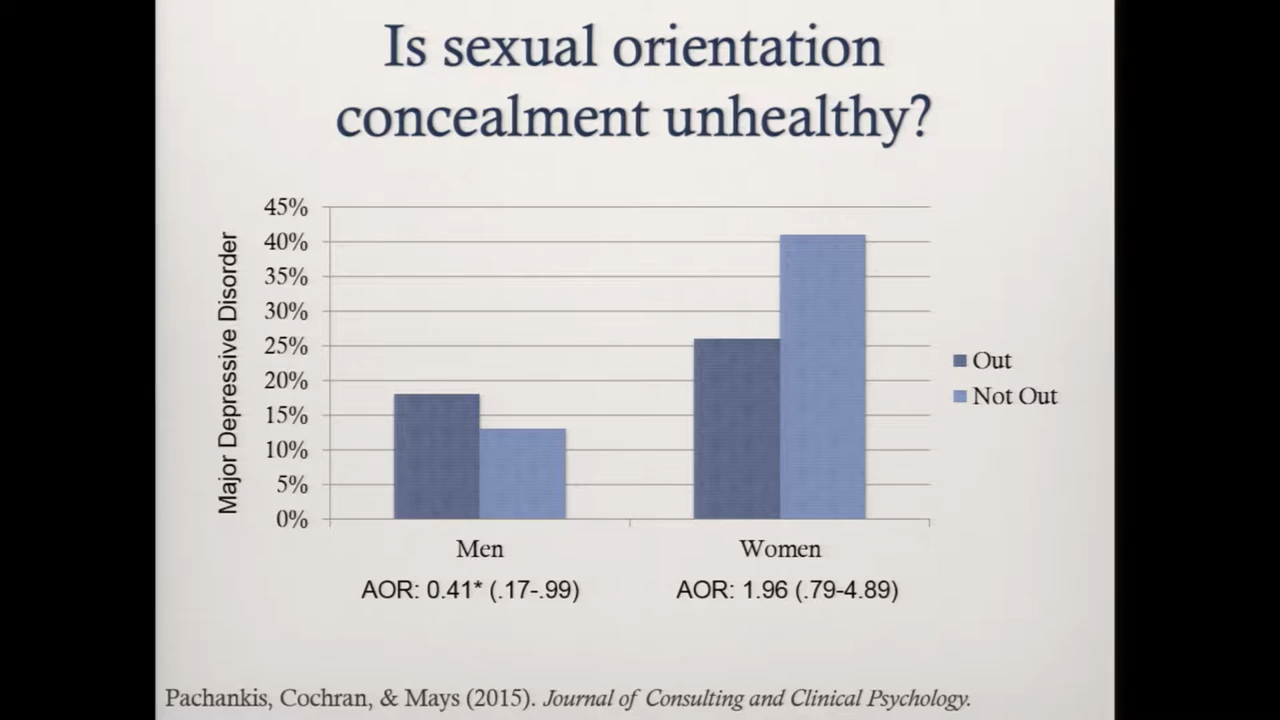 Is sexual orientation
concealment unhealthy?
45%
40%
35%
30%
25%
20%
15%
10%
5%
0%
Major Depressive Disorder
Out
Not Out
Men
Women
AOR: 0.41* (.17-.99)
AOR: 1.96 (.79-4.89)
Pachankis, Cochran, & Mays (2015). Journal of Consulting and Clinical Psychology.